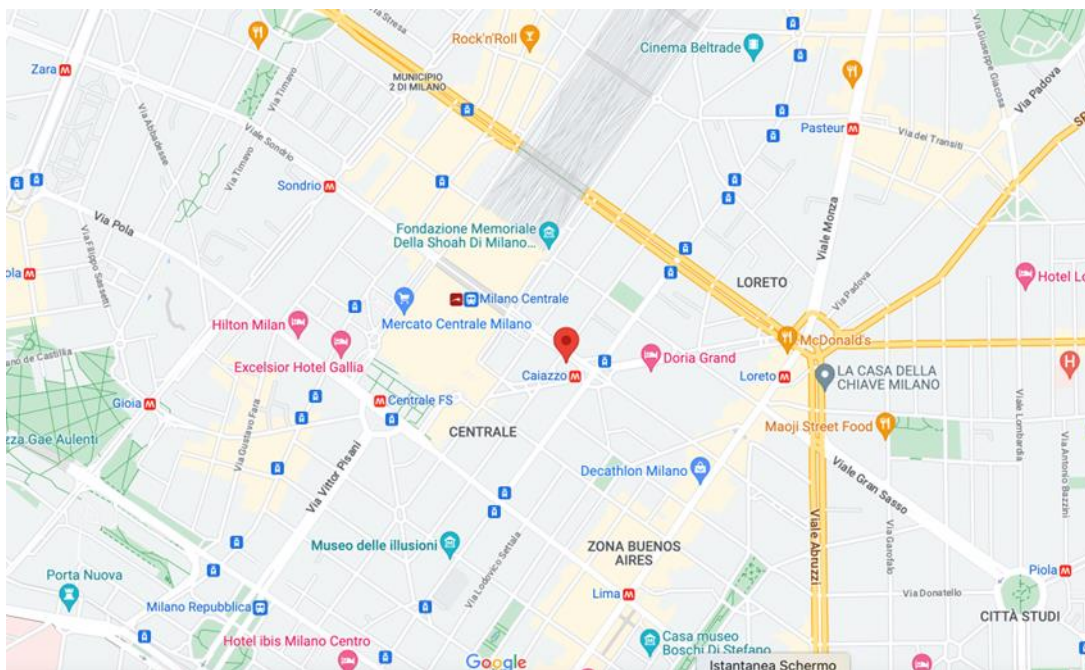 Via Stresa
Rock'n'Roll
Cinema Beltrade
Via Giuseppe Giacosa
Zara
MUNICIPIO
2 DI MILANO
Via Timavo
Via Padova
Via Abbadesse
Viale Sondrio
Pasteur
Via dei Transiti
Via Timavo
Sondrio
Via Pola
Fondazione Memoriale
Della Shoah Di Milano...
Viale Monza
Via Filippo Sassetti
LORETO
Via Padova
Hotel Lo
Milano Centrale
Mercato Centrale Milano
Hilton Milan
McDonald's
Excelsior Hotel Gallia
Doria Grand
Caiazzo
Loreto
LA CASA DELLA
CHIAVE MILANO
H
Gioia
Centrale FS
Via Gustavo Fara
CENTRALE
Maoji Street Food
Viale Lombardia
zza Gae Aulenti
Via Vittor Pisani
Decathlon Milano
Viale Gran Sasso
Via Antonio Bazzini
Viale Abruzzi
Museo delle illusioni
ZONA BUENOS
AIRES
Via Lodovico Settala
Via Garofalo
Porta Nuova
Piola
Lima
Via Donatello
Milano Repubblica
CITTÀ STUDI
Hotel ibis Milano Centro
Casa museo
Boschi Di Stefano
Google
Istantanea Schermo